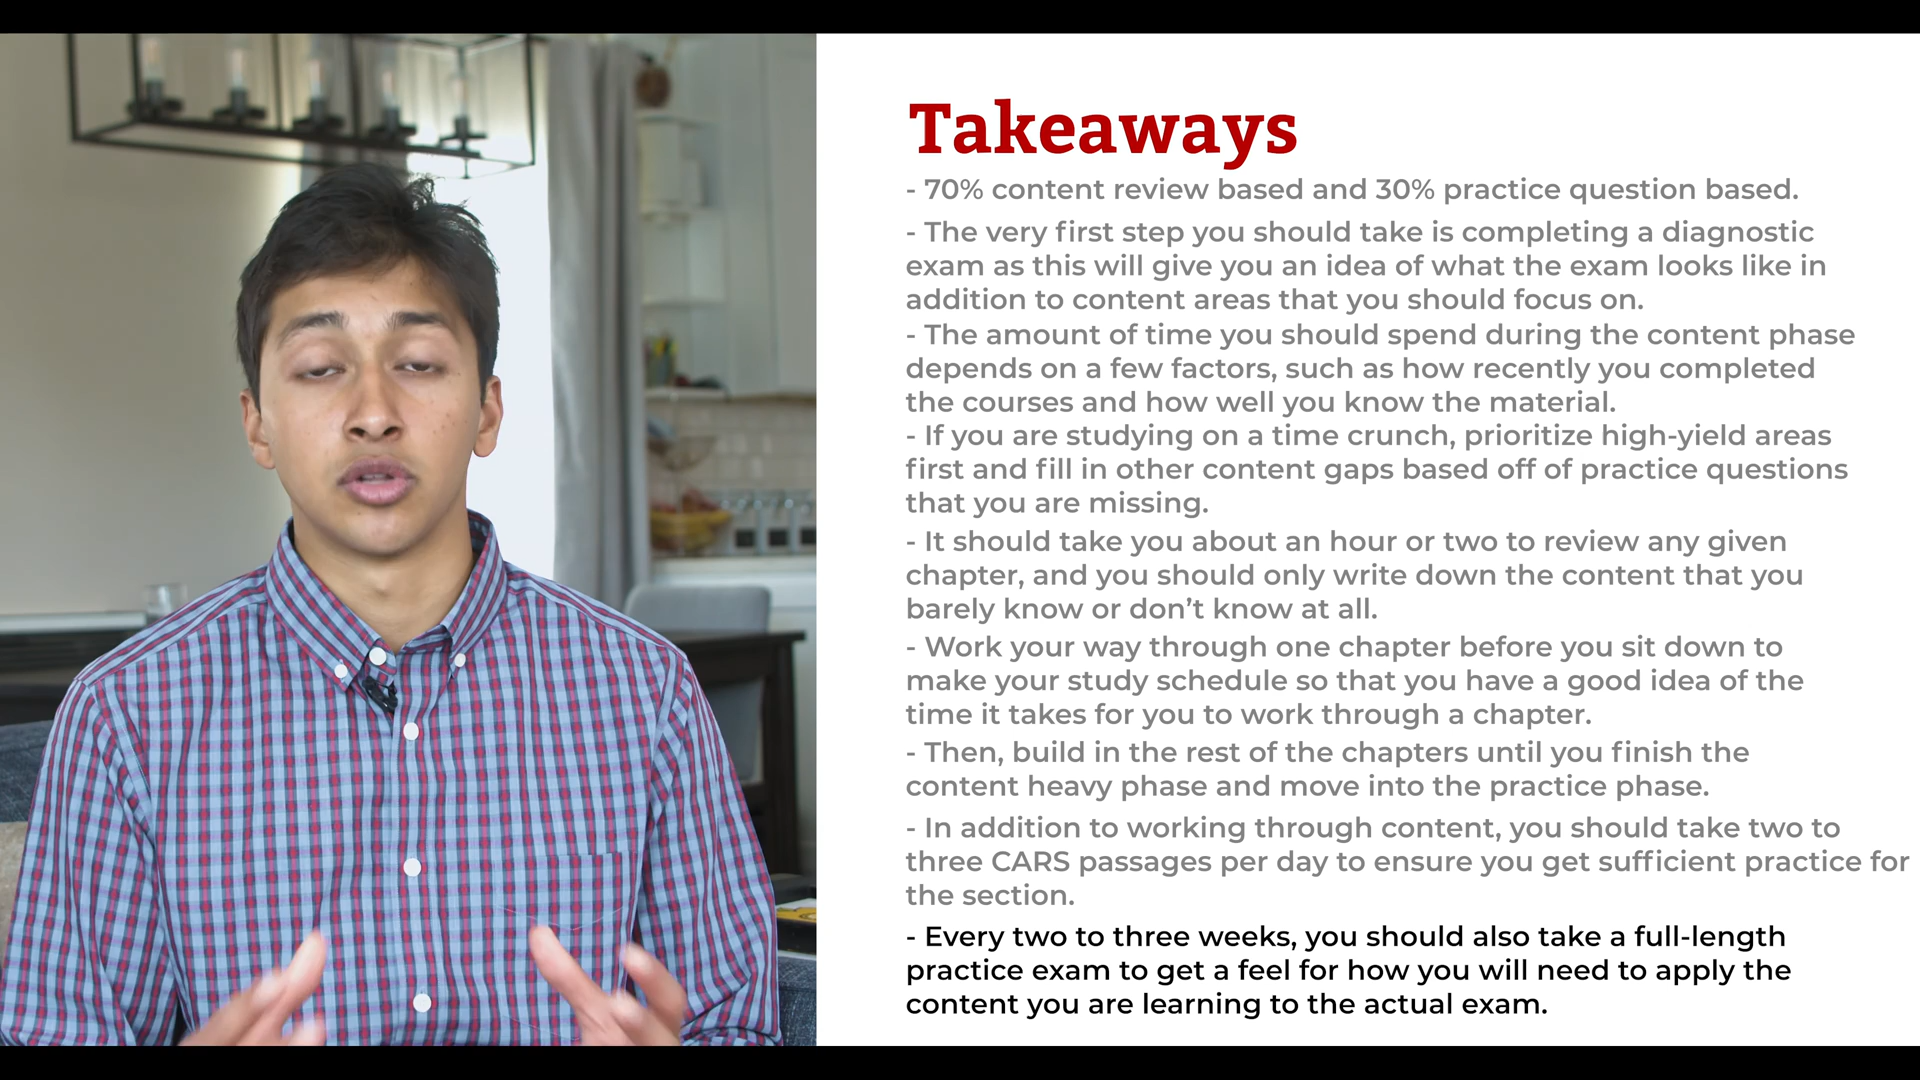 Takeaways
- 70% content review based and 30% practice question based.
- The very first step you should take is completing a diagnostic
exam as this will give you an idea of what the exam looks like in
addition to content areas that you should focus on.
- The amount of time you should spend during the content phase
depends on a few factors, such as how recently you completed
the courses and how well you know the material.
- If you are studying on a time crunch, prioritize high-yield areas
first and fill in other content gaps based off of practice questions
that you are missing.
- It should take you about an hour or two to review any given
chapter, and you should only write down the content that you
barely know or don’t know at all.
- Work your way through one chapter before you sit down to
make your study schedule so that you have a good idea of the
time it takes for you to work through a chapter.
- Then, build in the rest of the chapters until you finish the
content heavy phase and move into the practice phase.
- In addition to working through content, you should take two to
three CARS passages per day to ensure you get sufficient practice for
the section.
- Every two to three weeks, you should also take a full-length
practice exam to get a feel for how you will need to apply the
content you are learning to the actual exam.